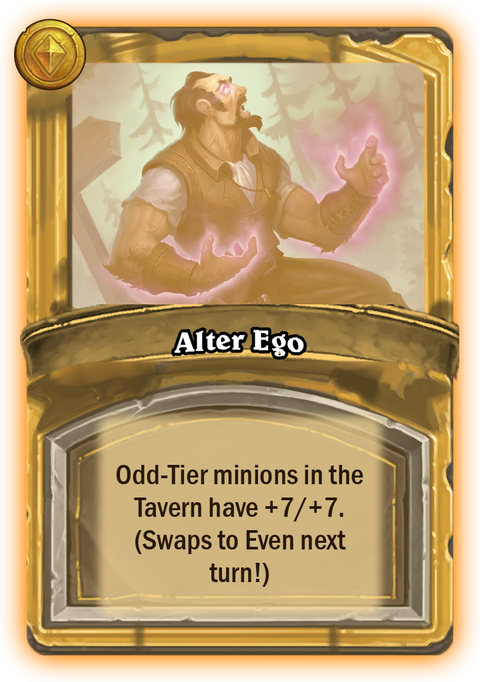 Alter Ego
Odd-Tier minions in the
Tavern have +7/+7.
(Swaps to Even next
turn!)